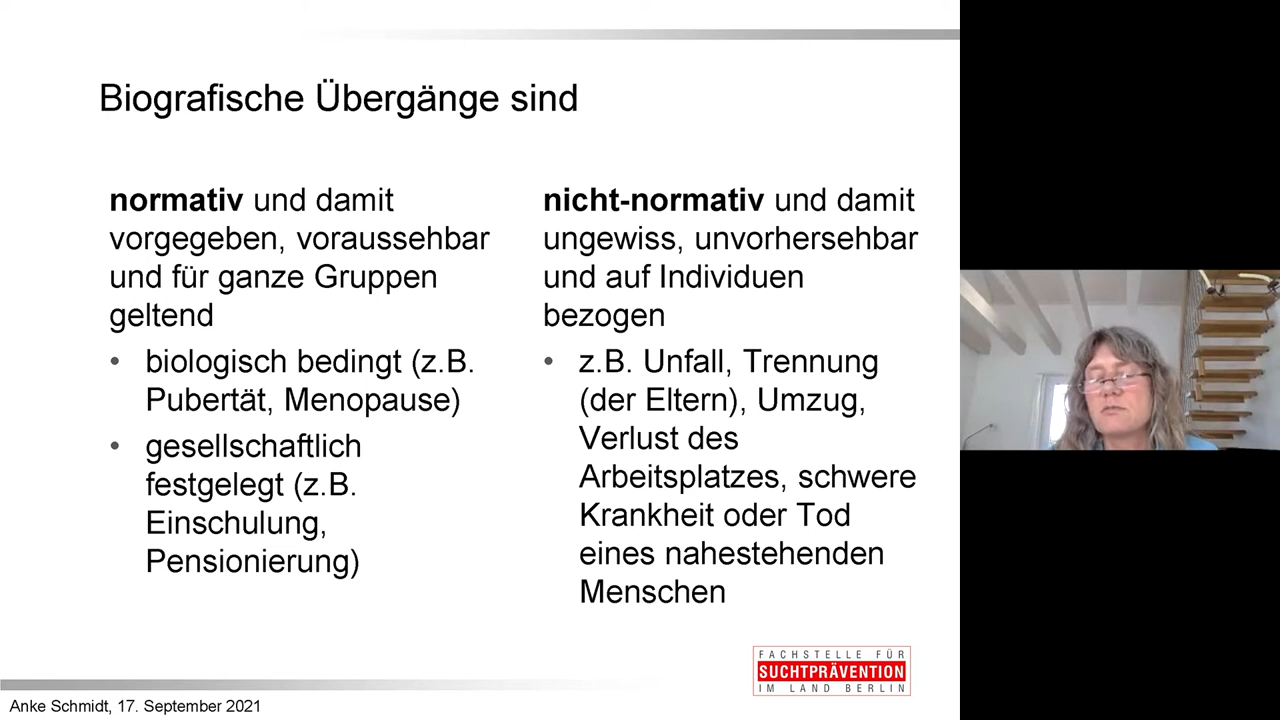 Biografische Übergänge sind
normativ und damit
vorgegeben, voraussehbar
und für ganze Gruppen
geltend
• biologisch bedingt (z.B.
Pubertät, Menopause)
• gesellschaftlich
festgelegt (z.B.
Einschulung,
Pensionierung)
nicht-normativ und damit
ungewiss, unvorhersehbar
und auf Individuen
bezogen
• z.B. Unfall, Trennung
(der Eltern), Umzug,
Verlust des
Arbeitsplatzes, schwere
Krankheit oder Tod
eines nahestehenden
Menschen
FACHSTELLE FÜR
SUCHTPRÄVENTION
IM LAND BERLIN
Anke Schmidt, 17. September 2021